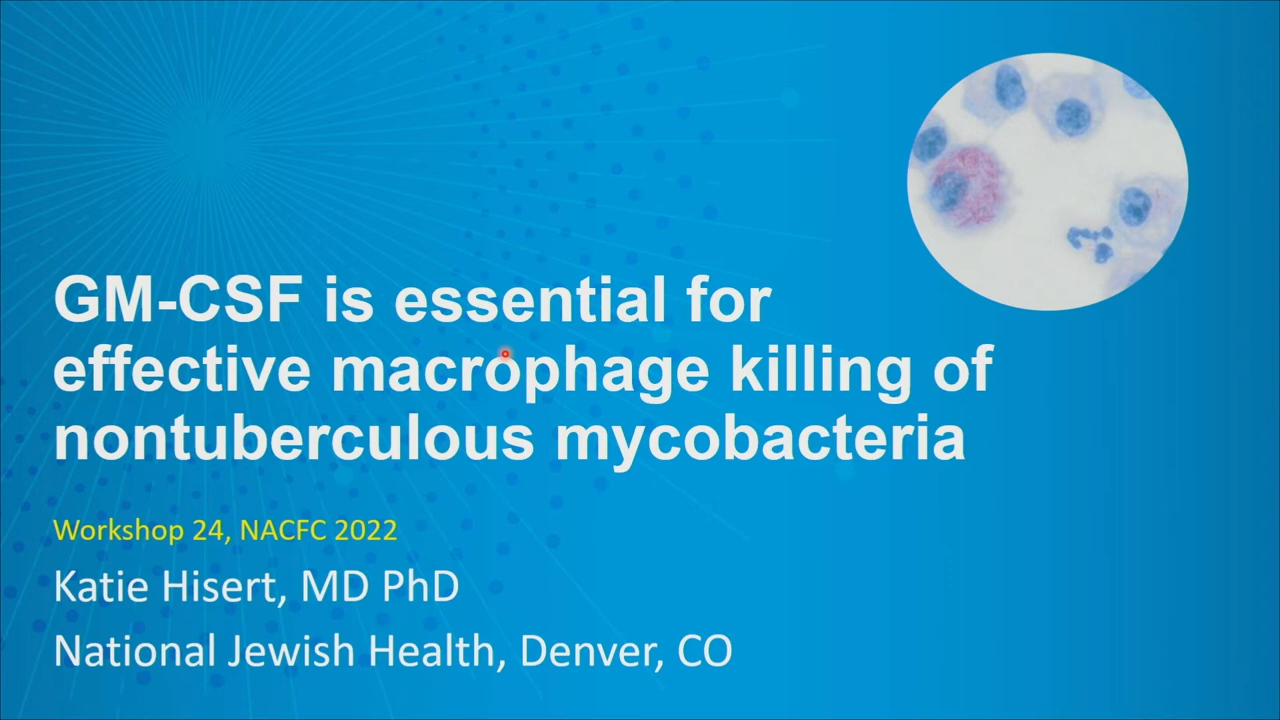 GM-CSF is essential for
effective macrophage killing of
nontuberculous mycobacteria
Workshop 24, NACFC 2022
Katie Hisert, MD PhD
National Jewish Health, Denver, CO